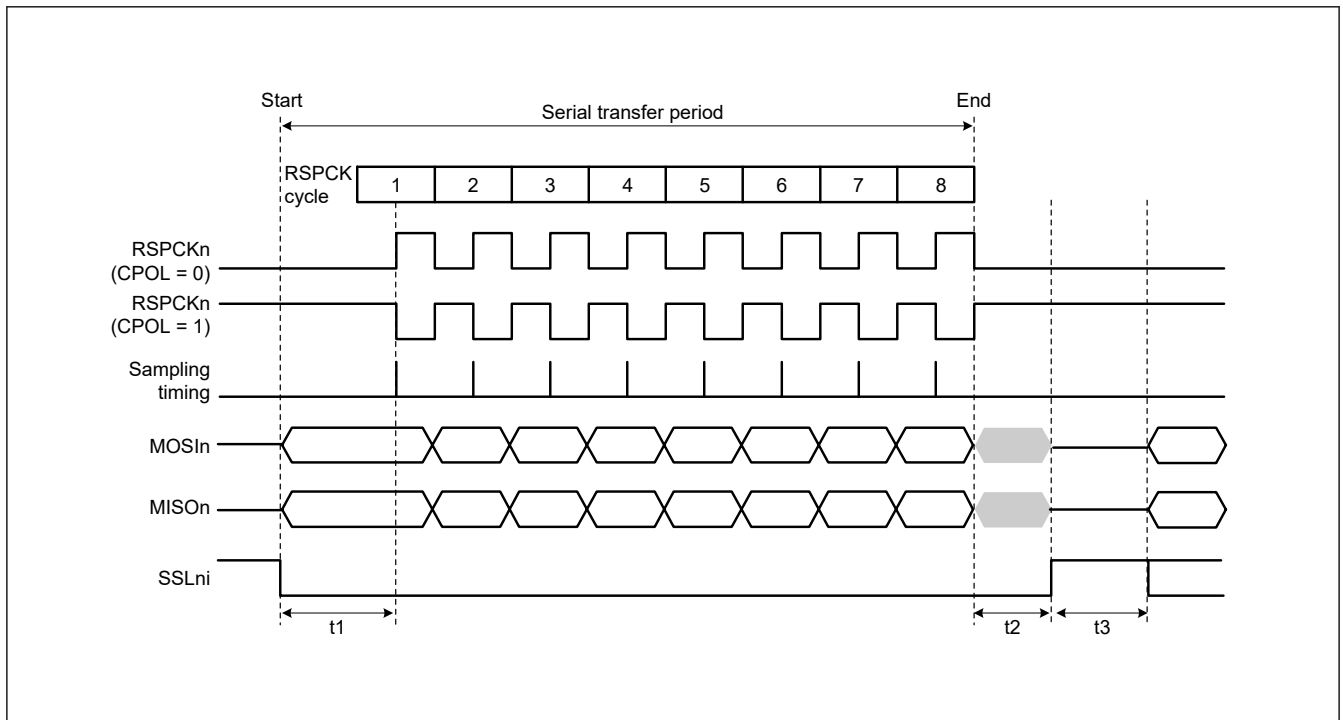 Start
End
Serial transfer period
RSPCK
cycle
1 2 3 4 5 6 7 8
RSPCKn
(CPOL = 0)
RSPCKn
(CPOL = 1)
Sampling
timing
MOSIn
MISOn
SSLni
t1
t2
t3